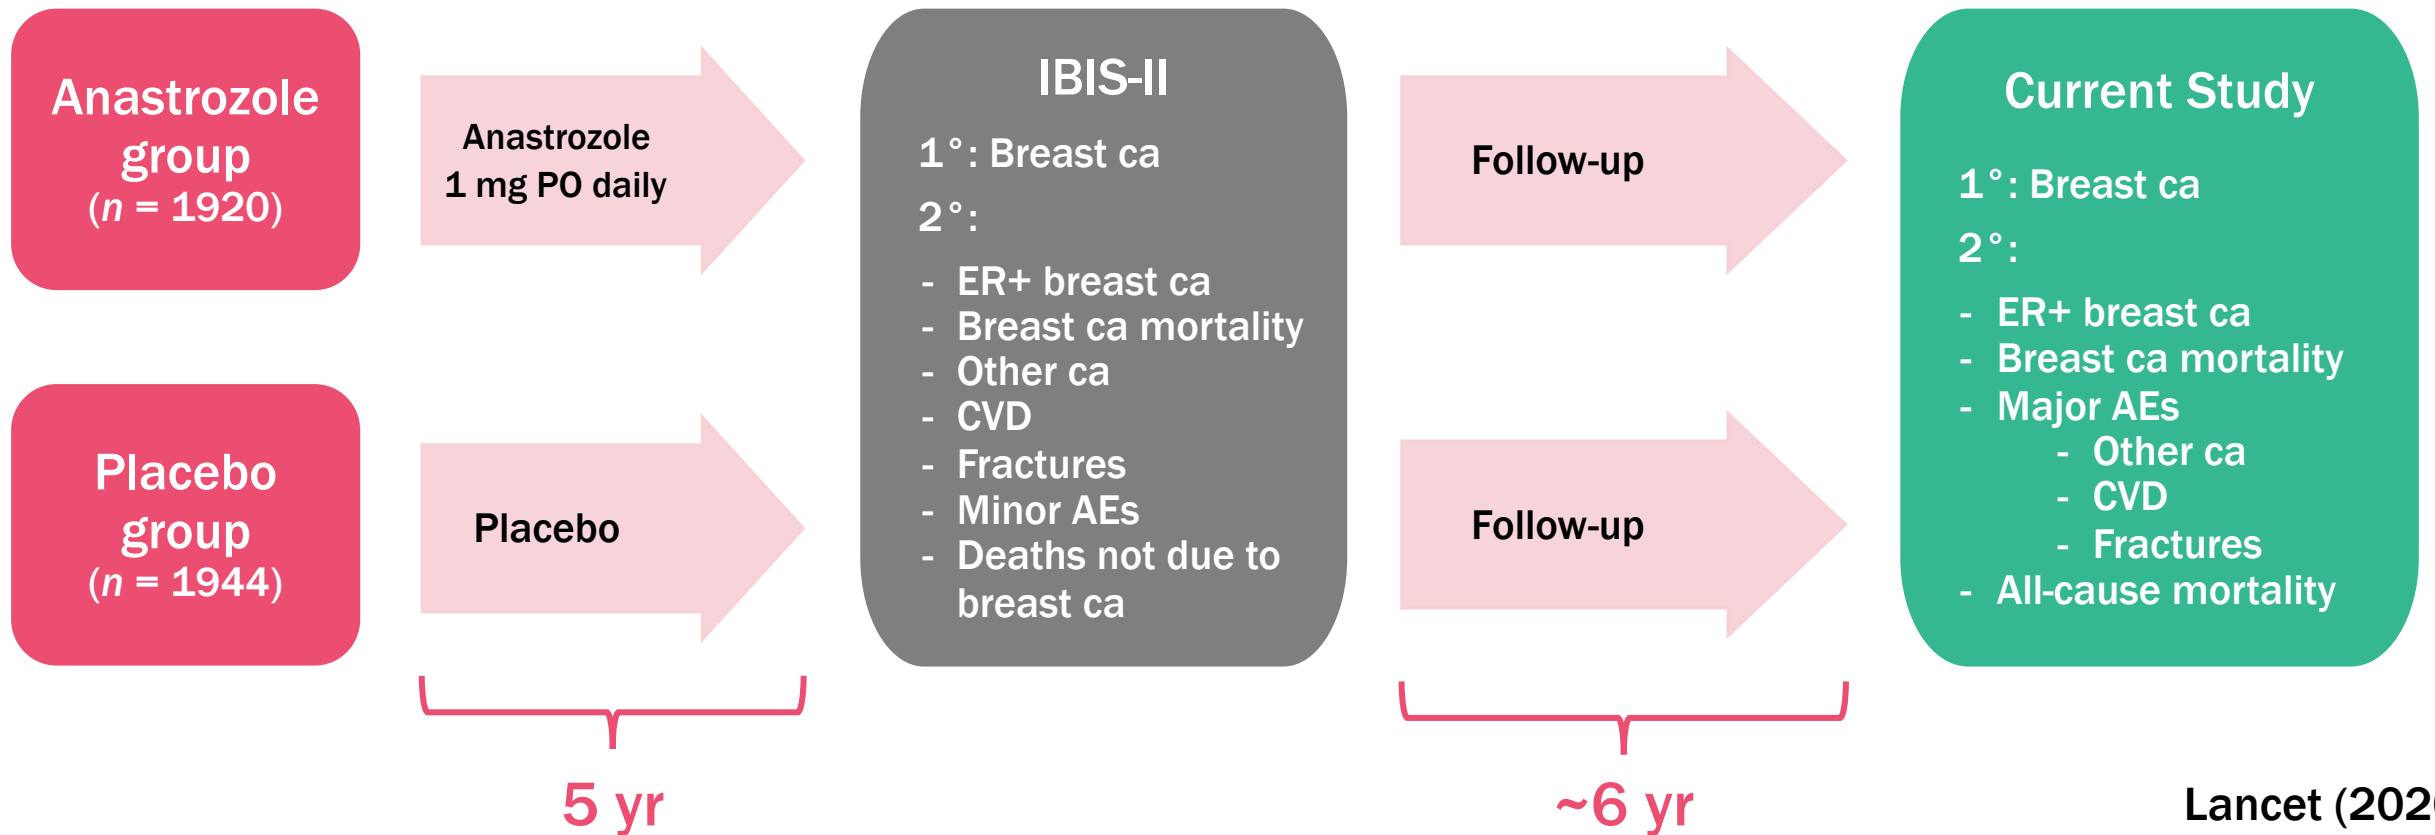 Anastrozole
group
(n = 1920)
Anastrozole
1 mg PO daily
IBIS-II
1°: Breast ca
2°:
- ER+ breast ca
- Breast ca mortality
- Other ca
- CVD
- Fractures
- Minor AEs
- Deaths not due to
breast ca
Follow-up
Current Study
1°: Breast ca
2°:
- ER+ breast ca
- Breast ca mortality
- Major AEs
- Other ca
- CVD
- Fractures
- All-cause mortality
Placebo
group
(n = 1944)
Placebo
Follow-up
5 yr
~6 yr
Lancet